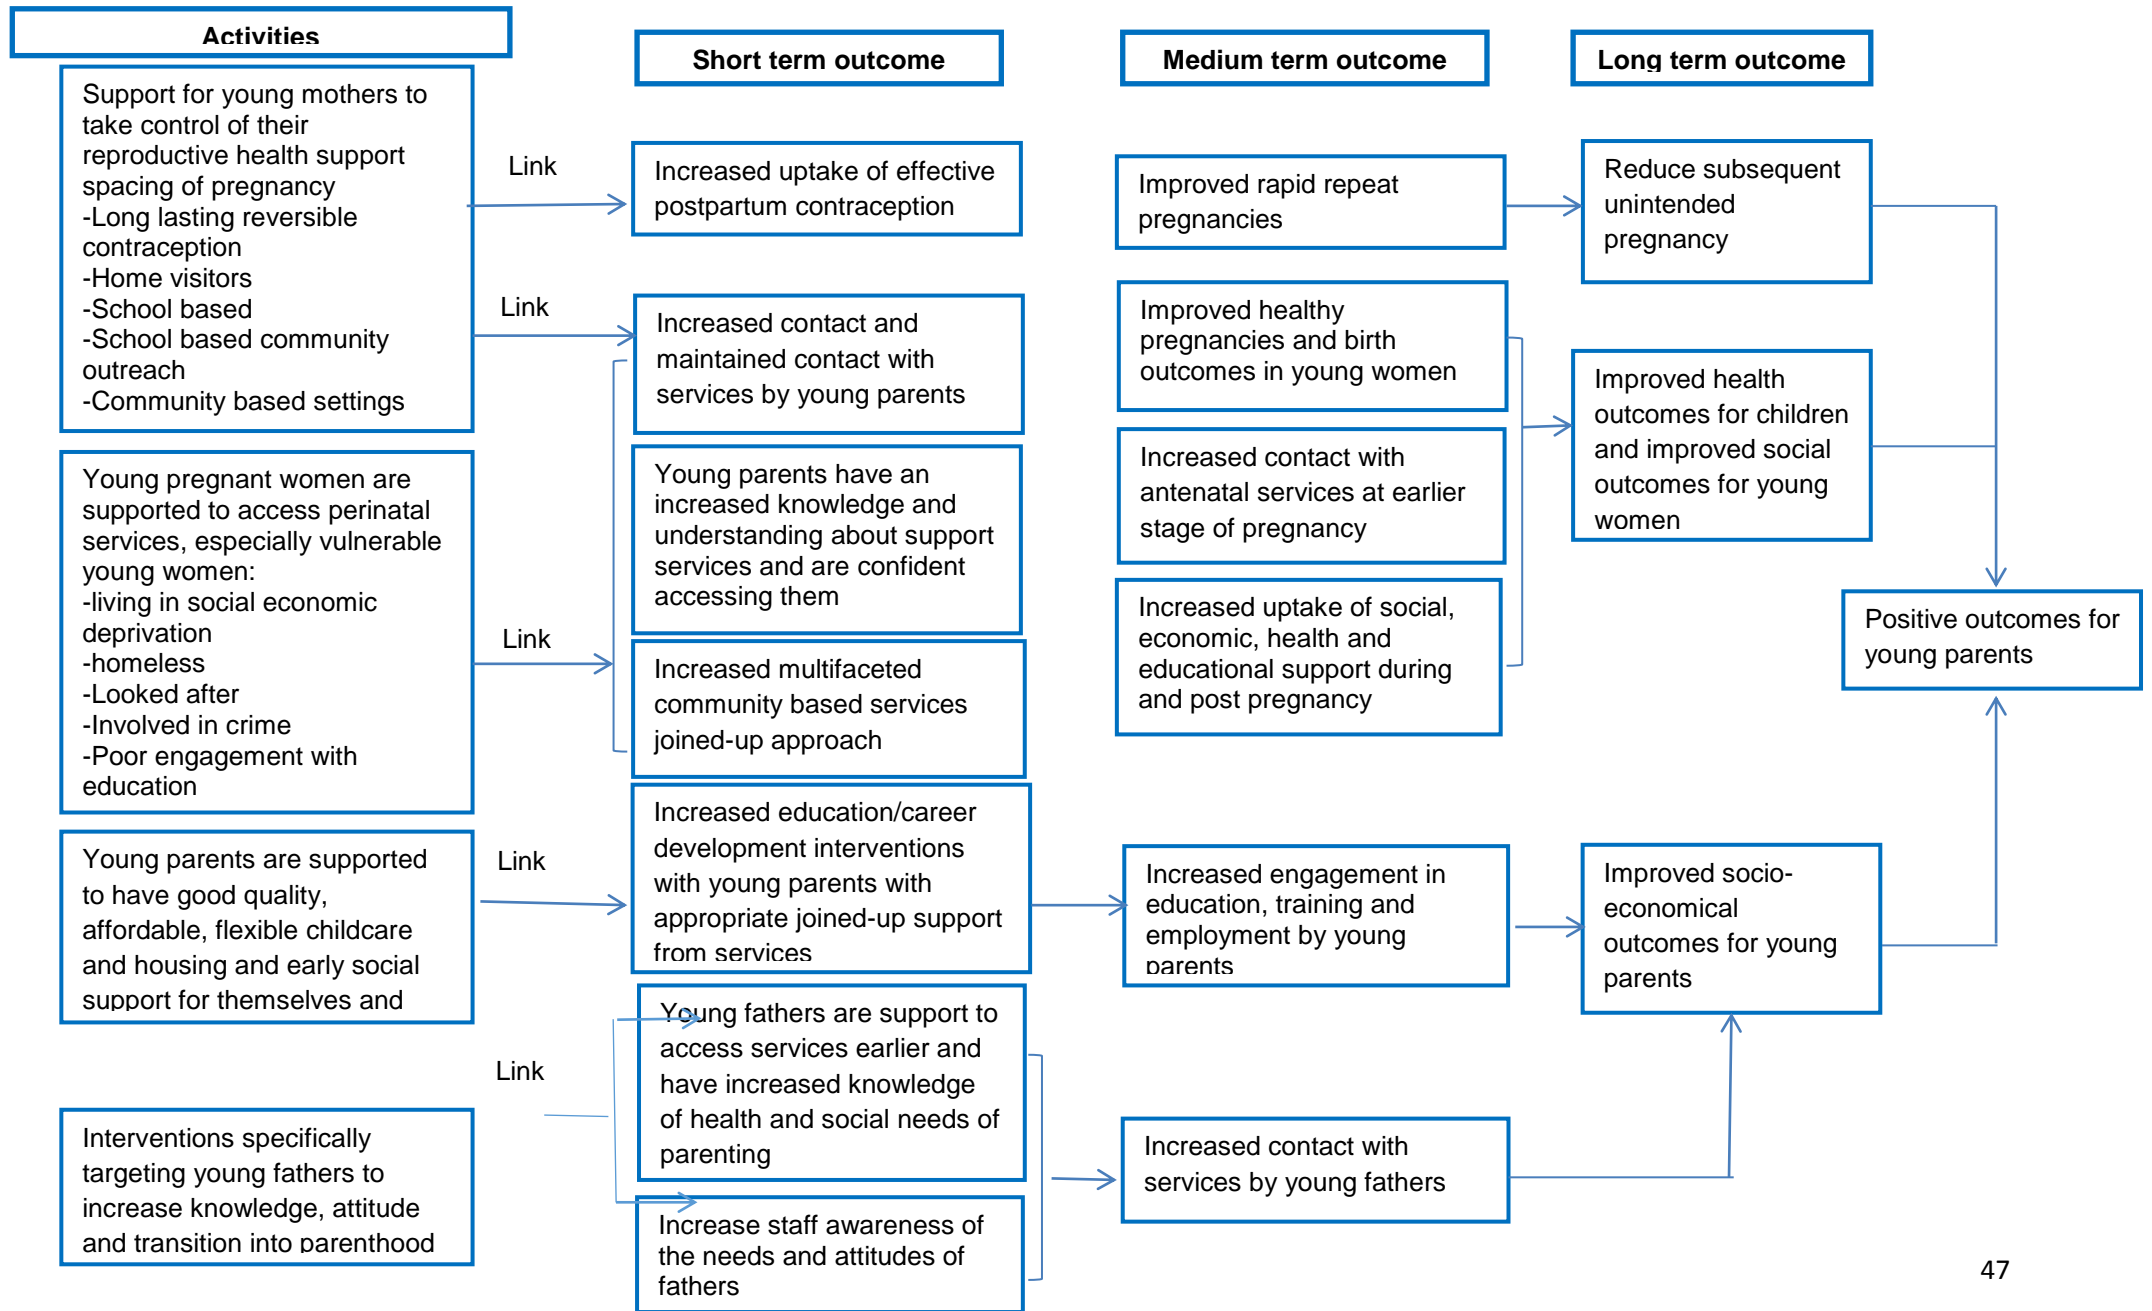 Activities
Support for young mothers to
take control of their
reproductive health support
spacing of pregnancy
-Long lasting reversible
contraception
-Home visitors
-School based
-School based community
outreach
-Community based settings
Young pregnant women are
supported to access perinatal
services, especially vulnerable
young women:
-living in social economic
deprivation
-homeless
-Looked after
-Involved in crime
-Poor engagement with
education
Young parents are supported
to have good quality,
affordable, flexible childcare
and housing and early social
support for themselves and
Interventions specifically
targeting young fathers to
increase knowledge, attitude
and transition into parenthood
Link
Link
Link
Link
Link
Short term outcome
Increased uptake of effective
postpartum contraception
Increased contact and
maintained contact with
services by young parents
Young parents have an
increased knowledge and
understanding about support
services and are confident
accessing them
Increased multifaceted
community based services
joined-up approach
Increased education/career
development interventions
with young parents with
appropriate joined-up support
from services
Young fathers are support to
access services earlier and
have increased knowledge
of health and social needs of
parenting
Increase staff awareness of
the needs and attitudes of
fathers
Medium term outcome
Improved rapid repeat
pregnancies
Improved healthy
pregnancies and birth
outcomes in young women
Increased contact with
antenatal services at earlier
stage of pregnancy
Increased uptake of social,
economic, health and
educational support during
and post pregnancy
Increased engagement in
education, training and
employment by young
parents
Increased contact with
services by young fathers
Long term outcome
Reduce subsequent
unintended
pregnancy
Improved health
outcomes for children
and improved social
outcomes for young
women
Improved socio-
economical
outcomes for young
parents
Positive outcomes for
young parents
47